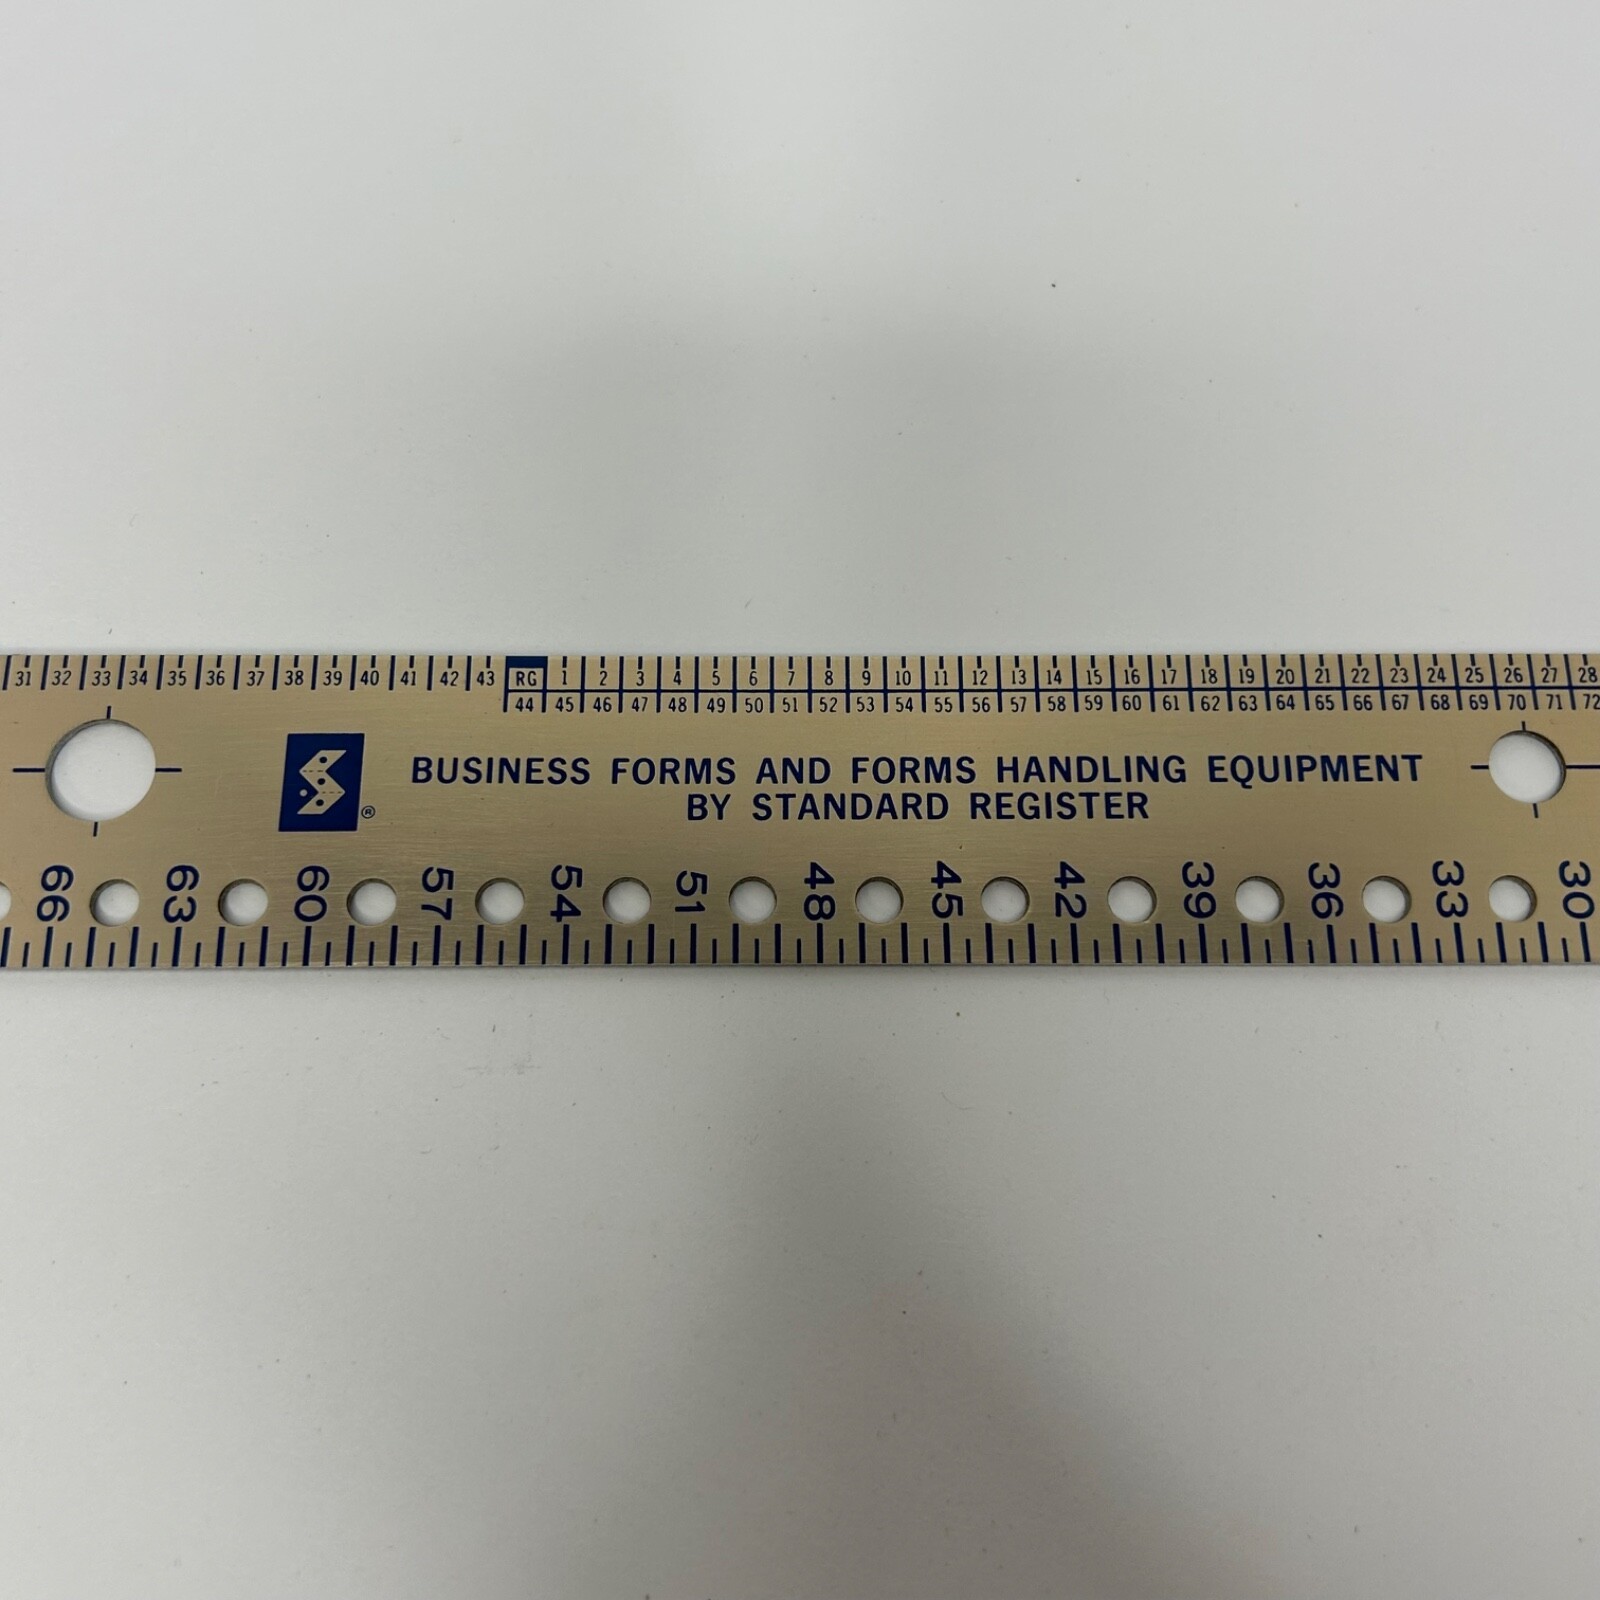 31 32 33 34 35 36 37 38 39 40 41 42 43 RG 1 2 3 4 5 6 7 8 9 10 11 12 13 14 15 16 17 18 19 20 21 22 23 24 25 26 27 28
44 45 46 47 48 49 50 51 52 53 54 55 56 57 58 59 60 61 62 63 64 65 66 67 68 69 70 71 72
BUSINESS FORMS AND FORMS HANDLING EQUIPMENT
®
BY STANDARD REGISTER
66 63 60 57 54 51 48 45 42 39 36 33 30